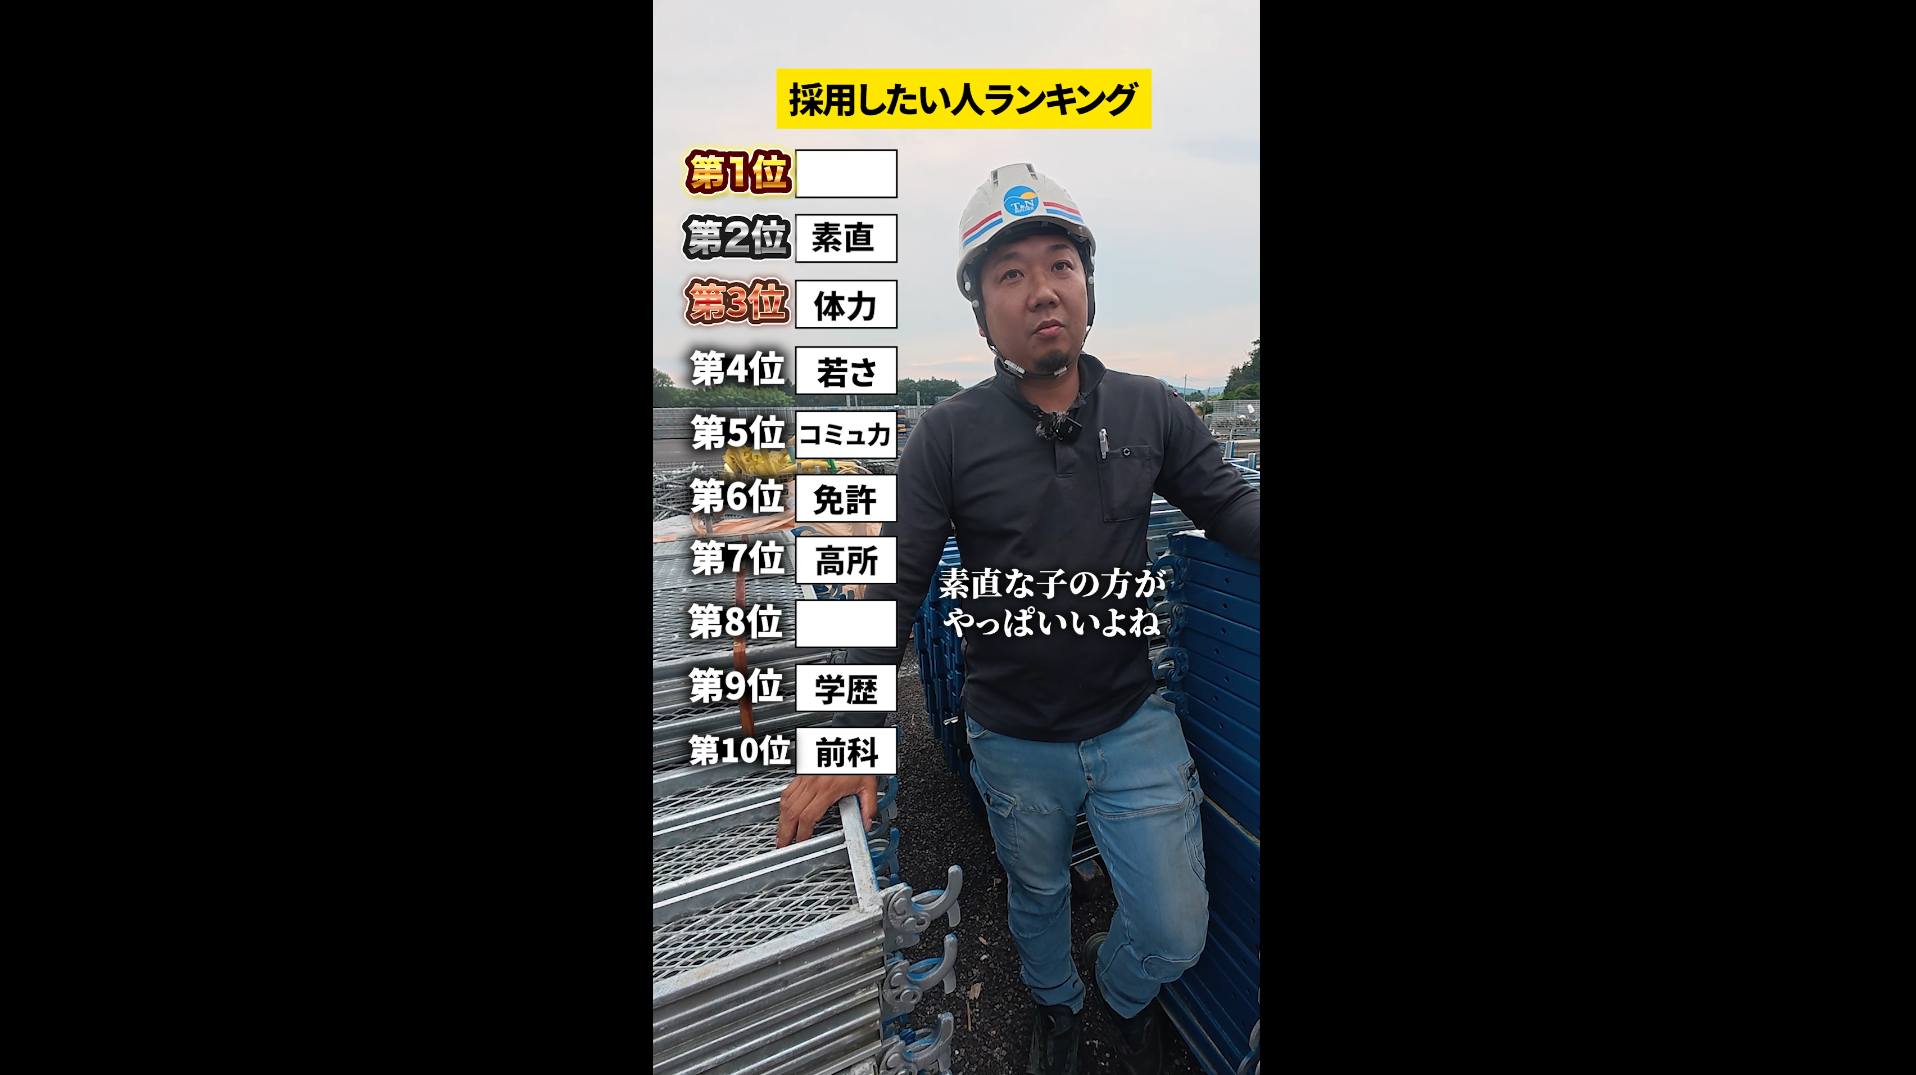 採用したい人ランキング
第1位
第2位 素直
第3位 体力
第4位 若さ
第5位 コミュ力
第6位 免許
第7位 高所
第8位
第9位 学歴
第10位 前科
素直な子の方が
やっぱいいよね
T&N